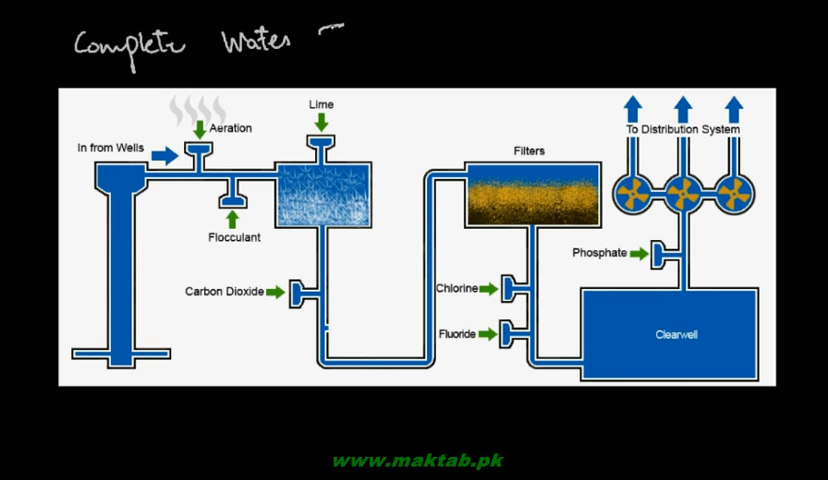 Complete Water
Lime
Aeration
In from Wells
Flocculant
Carbon Dioxide
Filters
Chlorine
Fluoride
To Distribution System
Phosphate
Clearwell
www.maktab.pk